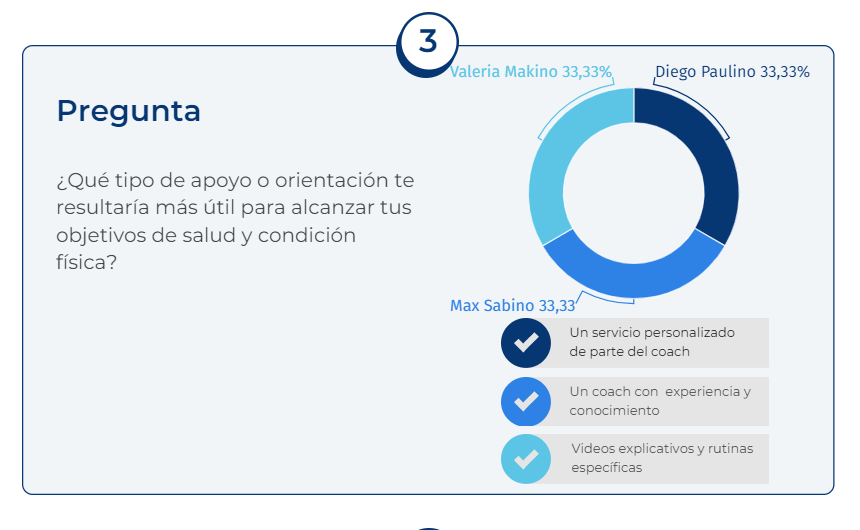 3
Pregunta
¿Qué tipo de apoyo o orientación te
resultaría más útil para alcanzar tus
objetivos de salud y condición
física?
Valeria Makino 33,33%
Diego Paulino 33,33%
Max Sabino 33,33
Un servicio personalizado
de parte del coach
Un coach con experiencia y
conocimiento
Videos explicativos y rutinas
específicas